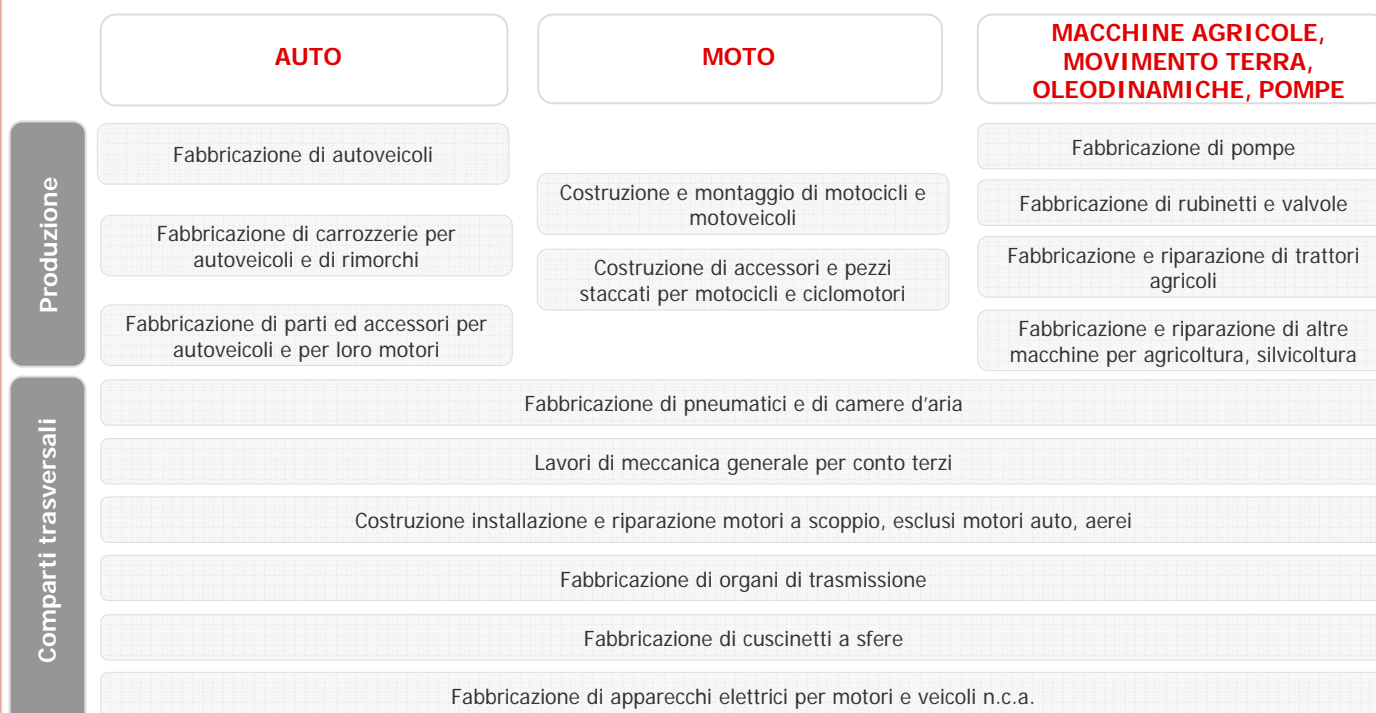 AUTO
MOTO
MACCHINE AGRICOLE,
MOVIMENTO TERRA,
OLEODINAMICHE, POMPE
Produzione
Fabbricazione di autoveicoli
Fabbricazione di carrozzerie per
autoveicoli e di rimorchi
Fabbricazione di parti ed accessori per
autoveicoli e per loro motori
Costruzione e montaggio di motocicli e
motoveicoli
Costruzione di accessori e pezzi
staccati per motocicli e ciclomotori
Fabbricazione di pompe
Fabbricazione di rubinetti e valvole
Fabbricazione e riparazione di trattori
agricoli
Fabbricazione e riparazione di altre
macchine per agricoltura, silvicoltura
Comparti trasversali
Fabbricazione di pneumatici e di camere d'aria
Lavori di meccanica generale per conto terzi
Costruzione installazione e riparazione motori a scoppio, esclusi motori auto, aerei
Fabbricazione di organi di trasmissione
Fabbricazione di cuscinetti a sfere
Fabbricazione di apparecchi elettrici per motori e veicoli n.c.a.